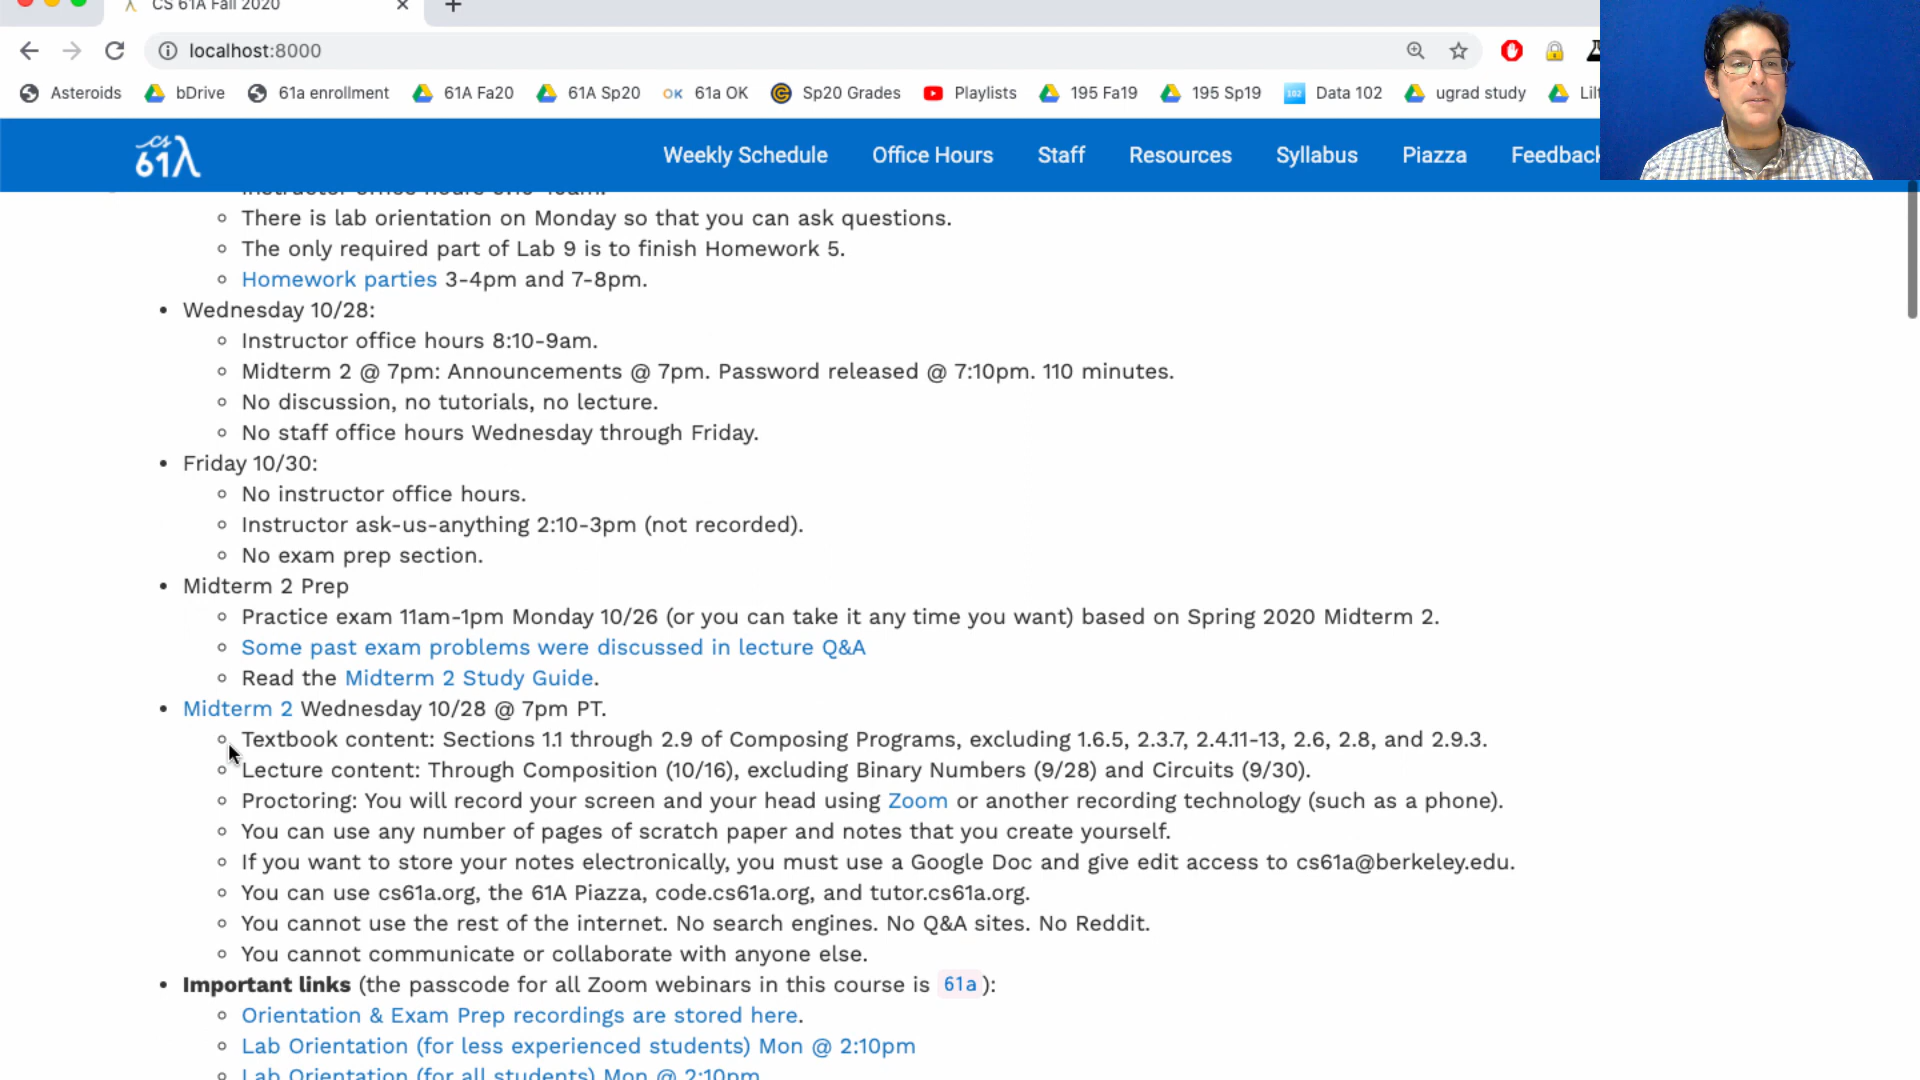 CS 61A Fall 2020
localhost:8000
Asteroids bDrive 61a enrollment 61A Fa20 61A Sp20 OK 61a OK Sp20 Grades Playlists 195 Fa19 195 Sp19 102 Data 102 ugrad study
cs 61λ Weekly Schedule Office Hours Staff Resources Syllabus Piazza Feedback
There is lab orientation on Monday so that you can ask questions.
The only required part of Lab 9 is to finish Homework 5.
Homework parties 3-4pm and 7-8pm.
Wednesday 10/28:
Instructor office hours 8:10-9am.
Midterm 2 @ 7pm: Announcements @ 7pm. Password released @ 7:10pm. 110 minutes.
No discussion, no tutorials, no lecture.
No staff office hours Wednesday through Friday.
Friday 10/30:
No instructor office hours.
Instructor ask-us-anything 2:10-3pm (not recorded).
No exam prep section.
Midterm 2 Prep
Practice exam 11am-1pm Monday 10/26 (or you can take it any time you want) based on Spring 2020 Midterm 2.
Some past exam problems were discussed in lecture Q&A
Read the Midterm 2 Study Guide.
Midterm 2 Wednesday 10/28 @ 7pm PT.
Textbook content: Sections 1.1 through 2.9 of Composing Programs, excluding 1.6.5, 2.3.7, 2.4.11-13, 2.6, 2.8, and 2.9.3.
Lecture content: Through Composition (10/16), excluding Binary Numbers (9/28) and Circuits (9/30).
Proctoring: You will record your screen and your head using Zoom or another recording technology (such as a phone).
You can use any number of pages of scratch paper and notes that you create yourself.
If you want to store your notes electronically, you must use a Google Doc and give edit access to cs61a@berkeley.edu.
You can use cs61a.org, the 61A Piazza, code.cs61a.org, and tutor.cs61a.org.
You cannot use the rest of the internet. No search engines. No Q&A sites. No Reddit.
You cannot communicate or collaborate with anyone else.
Important links (the passcode for all Zoom webinars in this course is 61a):
Orientation & Exam Prep recordings are stored here.
Lab Orientation (for less experienced students) Mon @ 2:10pm
Lab Orientation (for all students) Mon @ 2:10pm